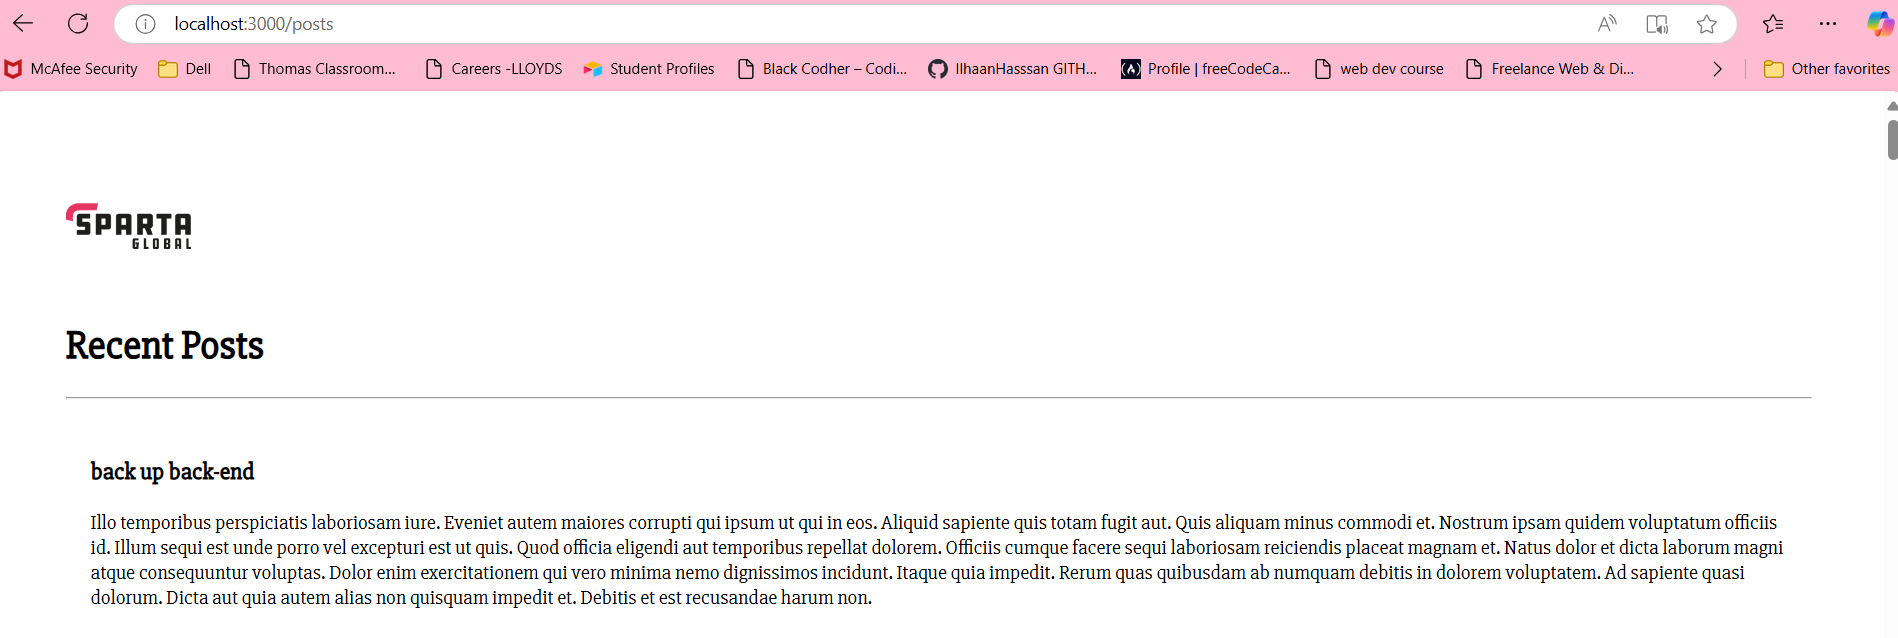 localhost:3000/posts
McAfee Security Dell Thomas Classroom... Careers -LLOYDS Student Profiles Black Codher – Codi... IlhaanHasssan GITH... Profile | freeCodeCa... web dev course Freelance Web & Di... Other favorites
SPARTA
GLOBAL
Recent Posts
back up back-end
Illo temporibus perspiciatis laboriosam iure. Eveniet autem maiores corrupti qui ipsum ut qui in eos. Aliquid sapiente quis totam fugit aut. Quis aliquam minus commodi et. Nostrum ipsam quidem voluptatum officiis
id. Illum sequi est unde porro vel excepturi est ut quis. Quod officia eligendi aut temporibus repellat dolorem. Officiis cumque facere sequi laboriosam reiciendis placeat magnam et. Natus dolor et dicta laborum magni
atque consequuntur voluptas. Dolor enim exercitationem qui vero minima nemo dignissimos incidunt. Itaque quia impedit. Rerum quas quibusdam ab numquam debitis in dolorem voluptatem. Ad sapiente quasi
dolorum. Dicta aut quia autem alias non quisquam impedit et. Debitis et est recusandae harum non.